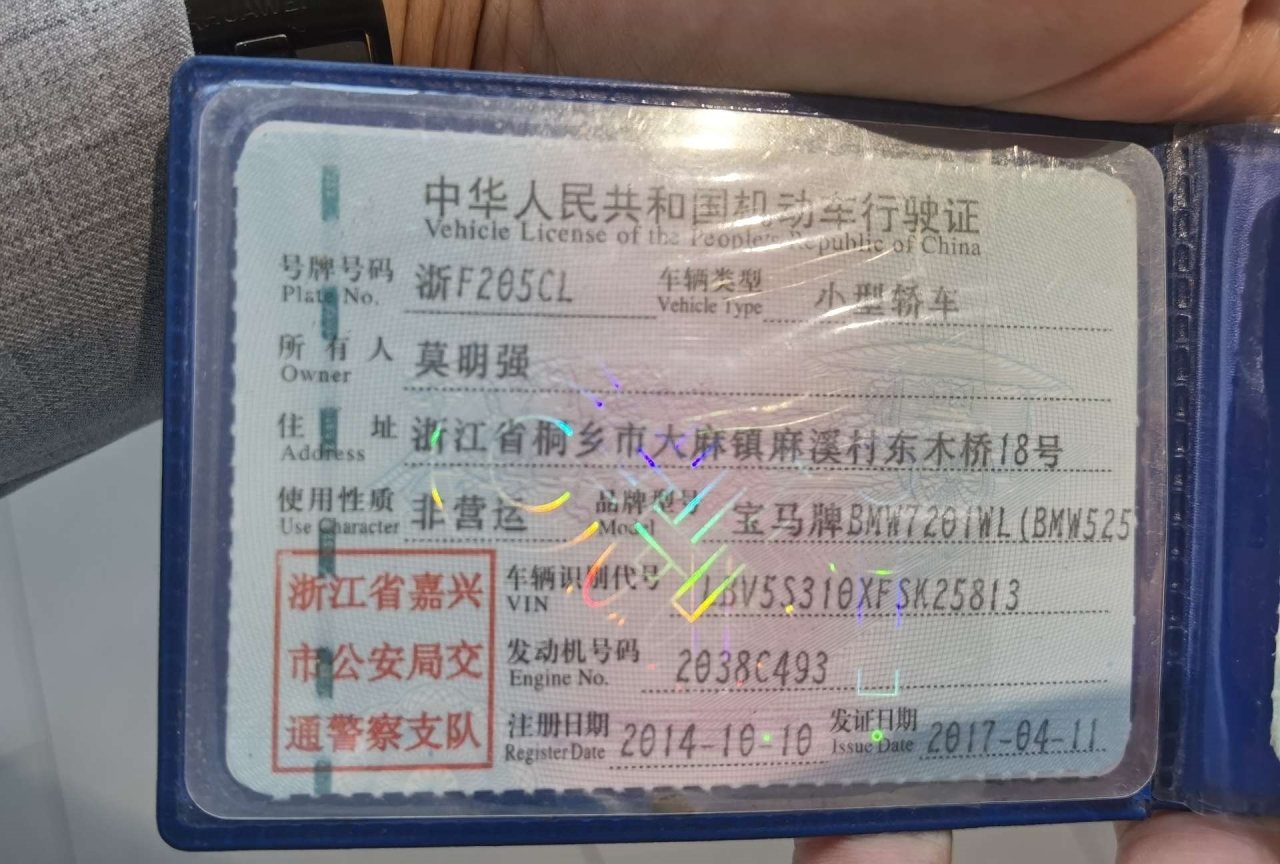 HUAWEI
中华人民共和国机动车行驶证
Vehicle License of the People's Republic of China
号牌号码 浙F205CL 车辆类型 小型轿车
Plate No. Vehicle Type
所有人 莫明强
Owner
住址 浙江省桐乡市大麻镇麻溪村东木桥18号
Address
使用性质 非营运 品牌型号 宝马牌BMW7201WL(BMW525
Use Character Model
浙江省嘉兴
市公安局交
通警察支队
车辆识别代号 LBV5S310XFSK25813
VIN
发动机号码 2038C493
Engine No.
注册日期 2014-10-10 发证日期 2017-04-11
Register Date Issue Date